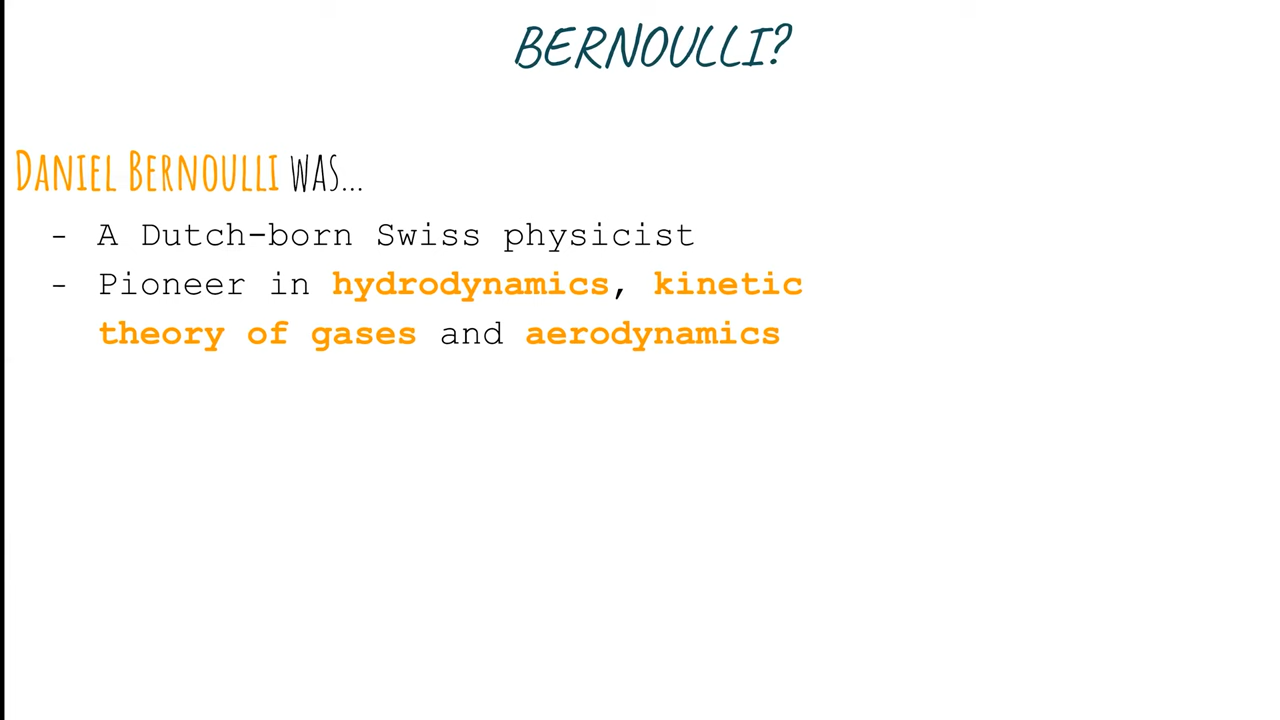 BERNOULLI?
DANIEL BERNOULLI WAS...
- A Dutch-born Swiss physicist
- Pioneer in hydrodynamics, kinetic
theory of gases and aerodynamics